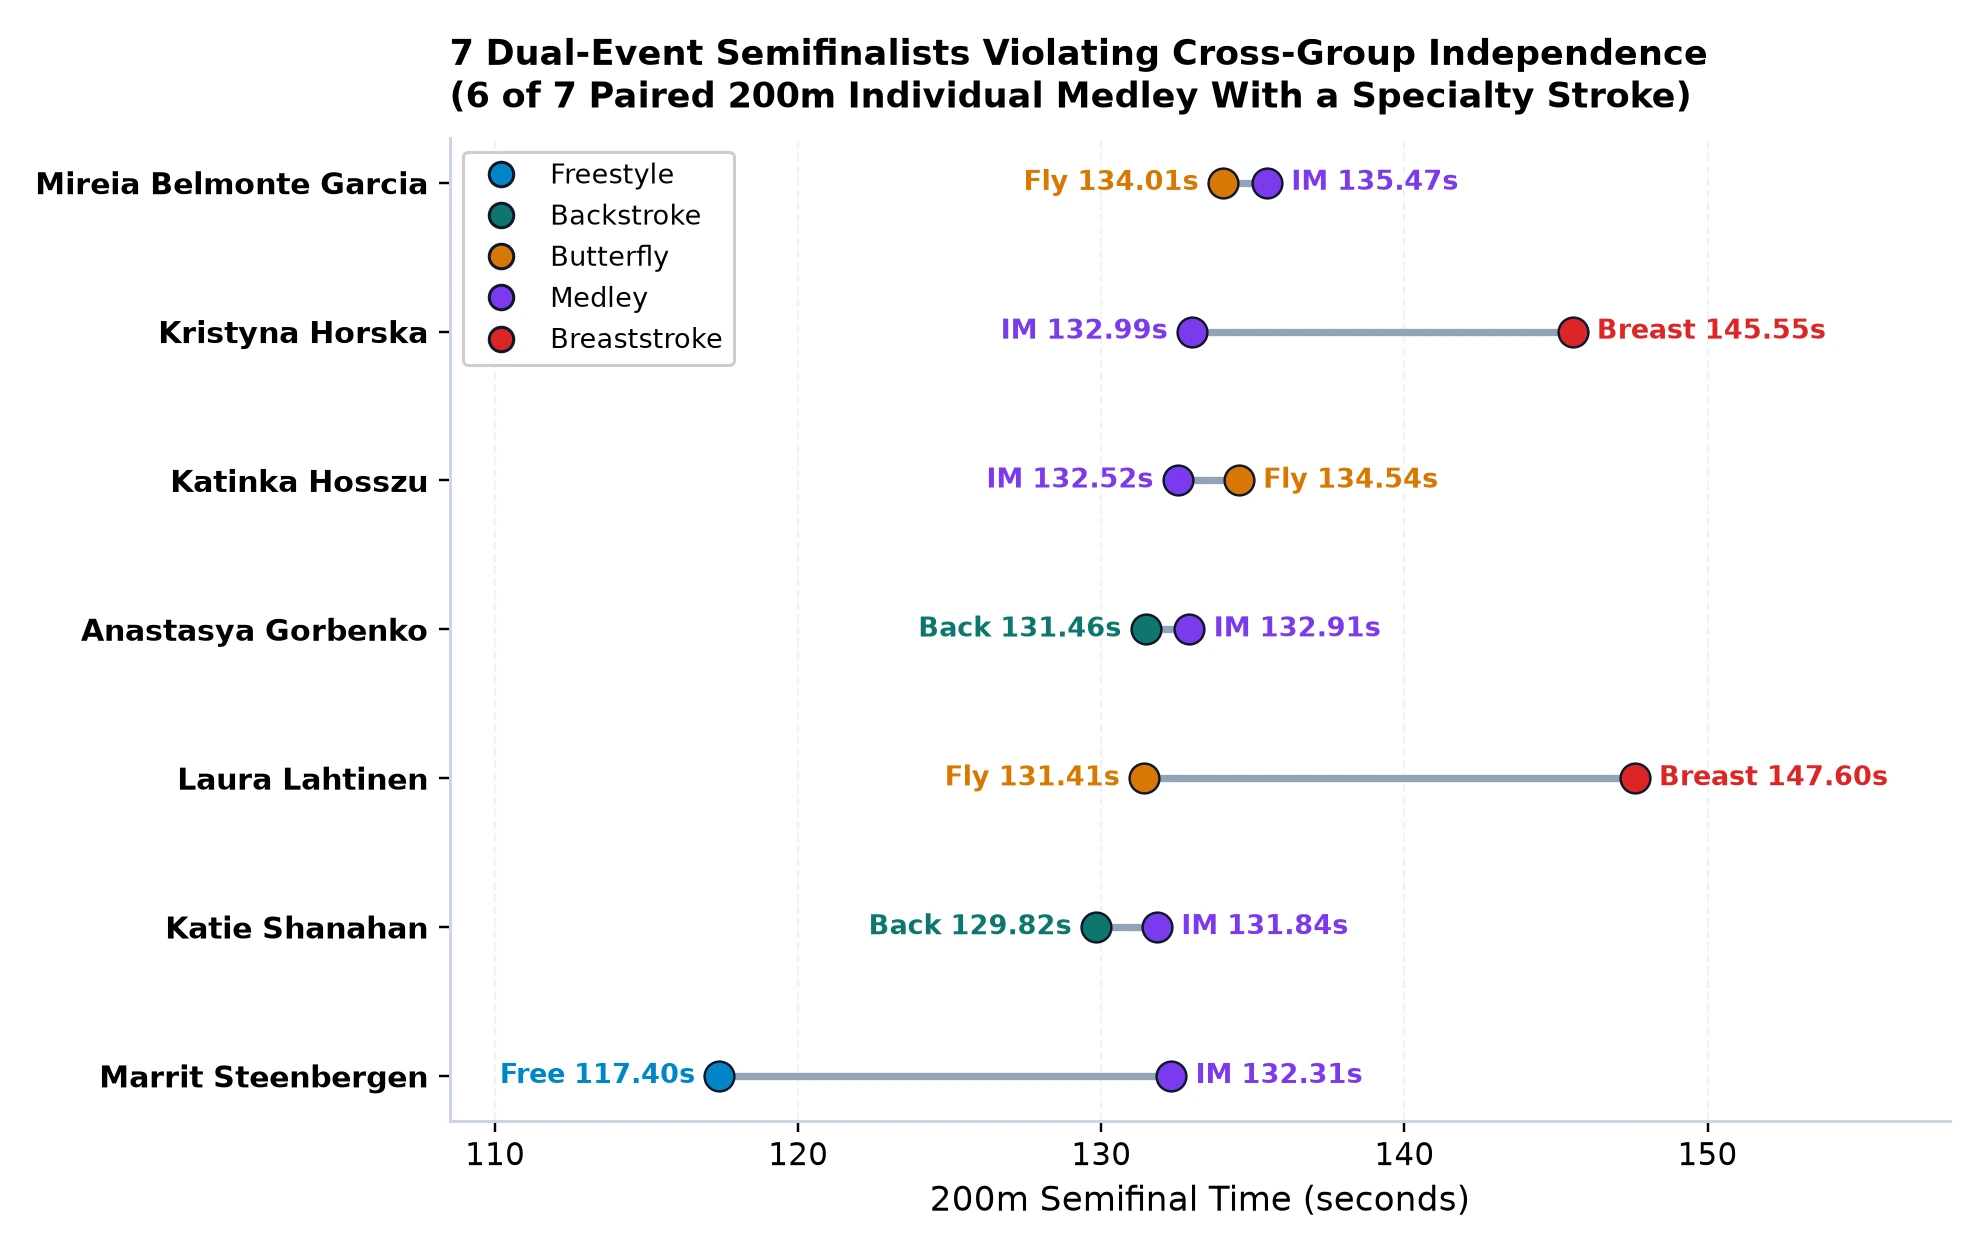 7 Dual-Event Semifinalists Violating Cross-Group Independence
(6 of 7 Paired 200m Individual Medley With a Specialty Stroke)
Freestyle
Backstroke
Butterfly
Medley
Breaststroke
Mireia Belmonte Garcia
Fly 134.01s
IM 135.47s
Kristyna Horska
IM 132.99s
Breast 145.55s
Katinka Hosszu
IM 132.52s
Fly 134.54s
Anastasya Gorbenko
Back 131.46s
IM 132.91s
Laura Lahtinen
Fly 131.41s
Breast 147.60s
Katie Shanahan
Back 129.82s
IM 131.84s
Marrit Steenbergen
Free 117.40s
IM 132.31s
110
120
130
140
150
200m Semifinal Time (seconds)